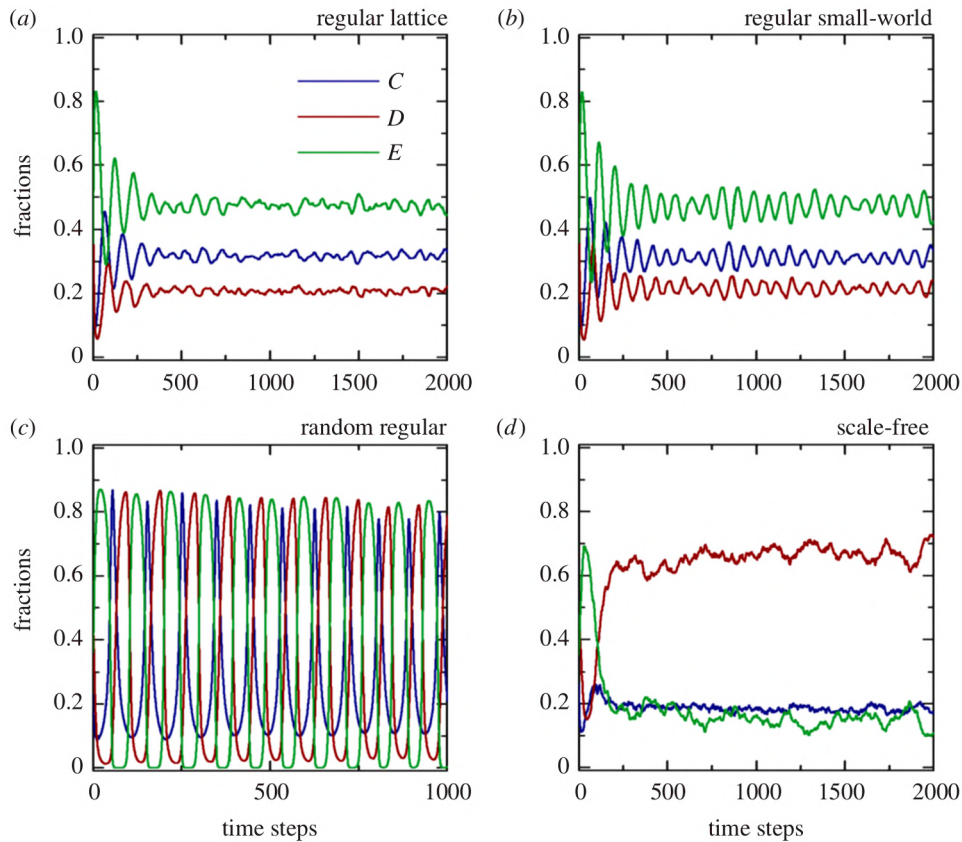 (a) regular lattice
1.0
0.8
0.6
0.4
0.2
0
fractions
C
D
E
0 500 1000 1500 2000
(b) regular small-world
1.0
0.8
0.6
0.4
0.2
0
0 500 1000 1500 2000
(c) random regular
1.0
0.8
0.6
0.4
0.2
0
fractions
0 500 1000
time steps
(d) scale-free
1.0
0.8
0.6
0.4
0.2
0
0 500 1000 1500 2000
time steps